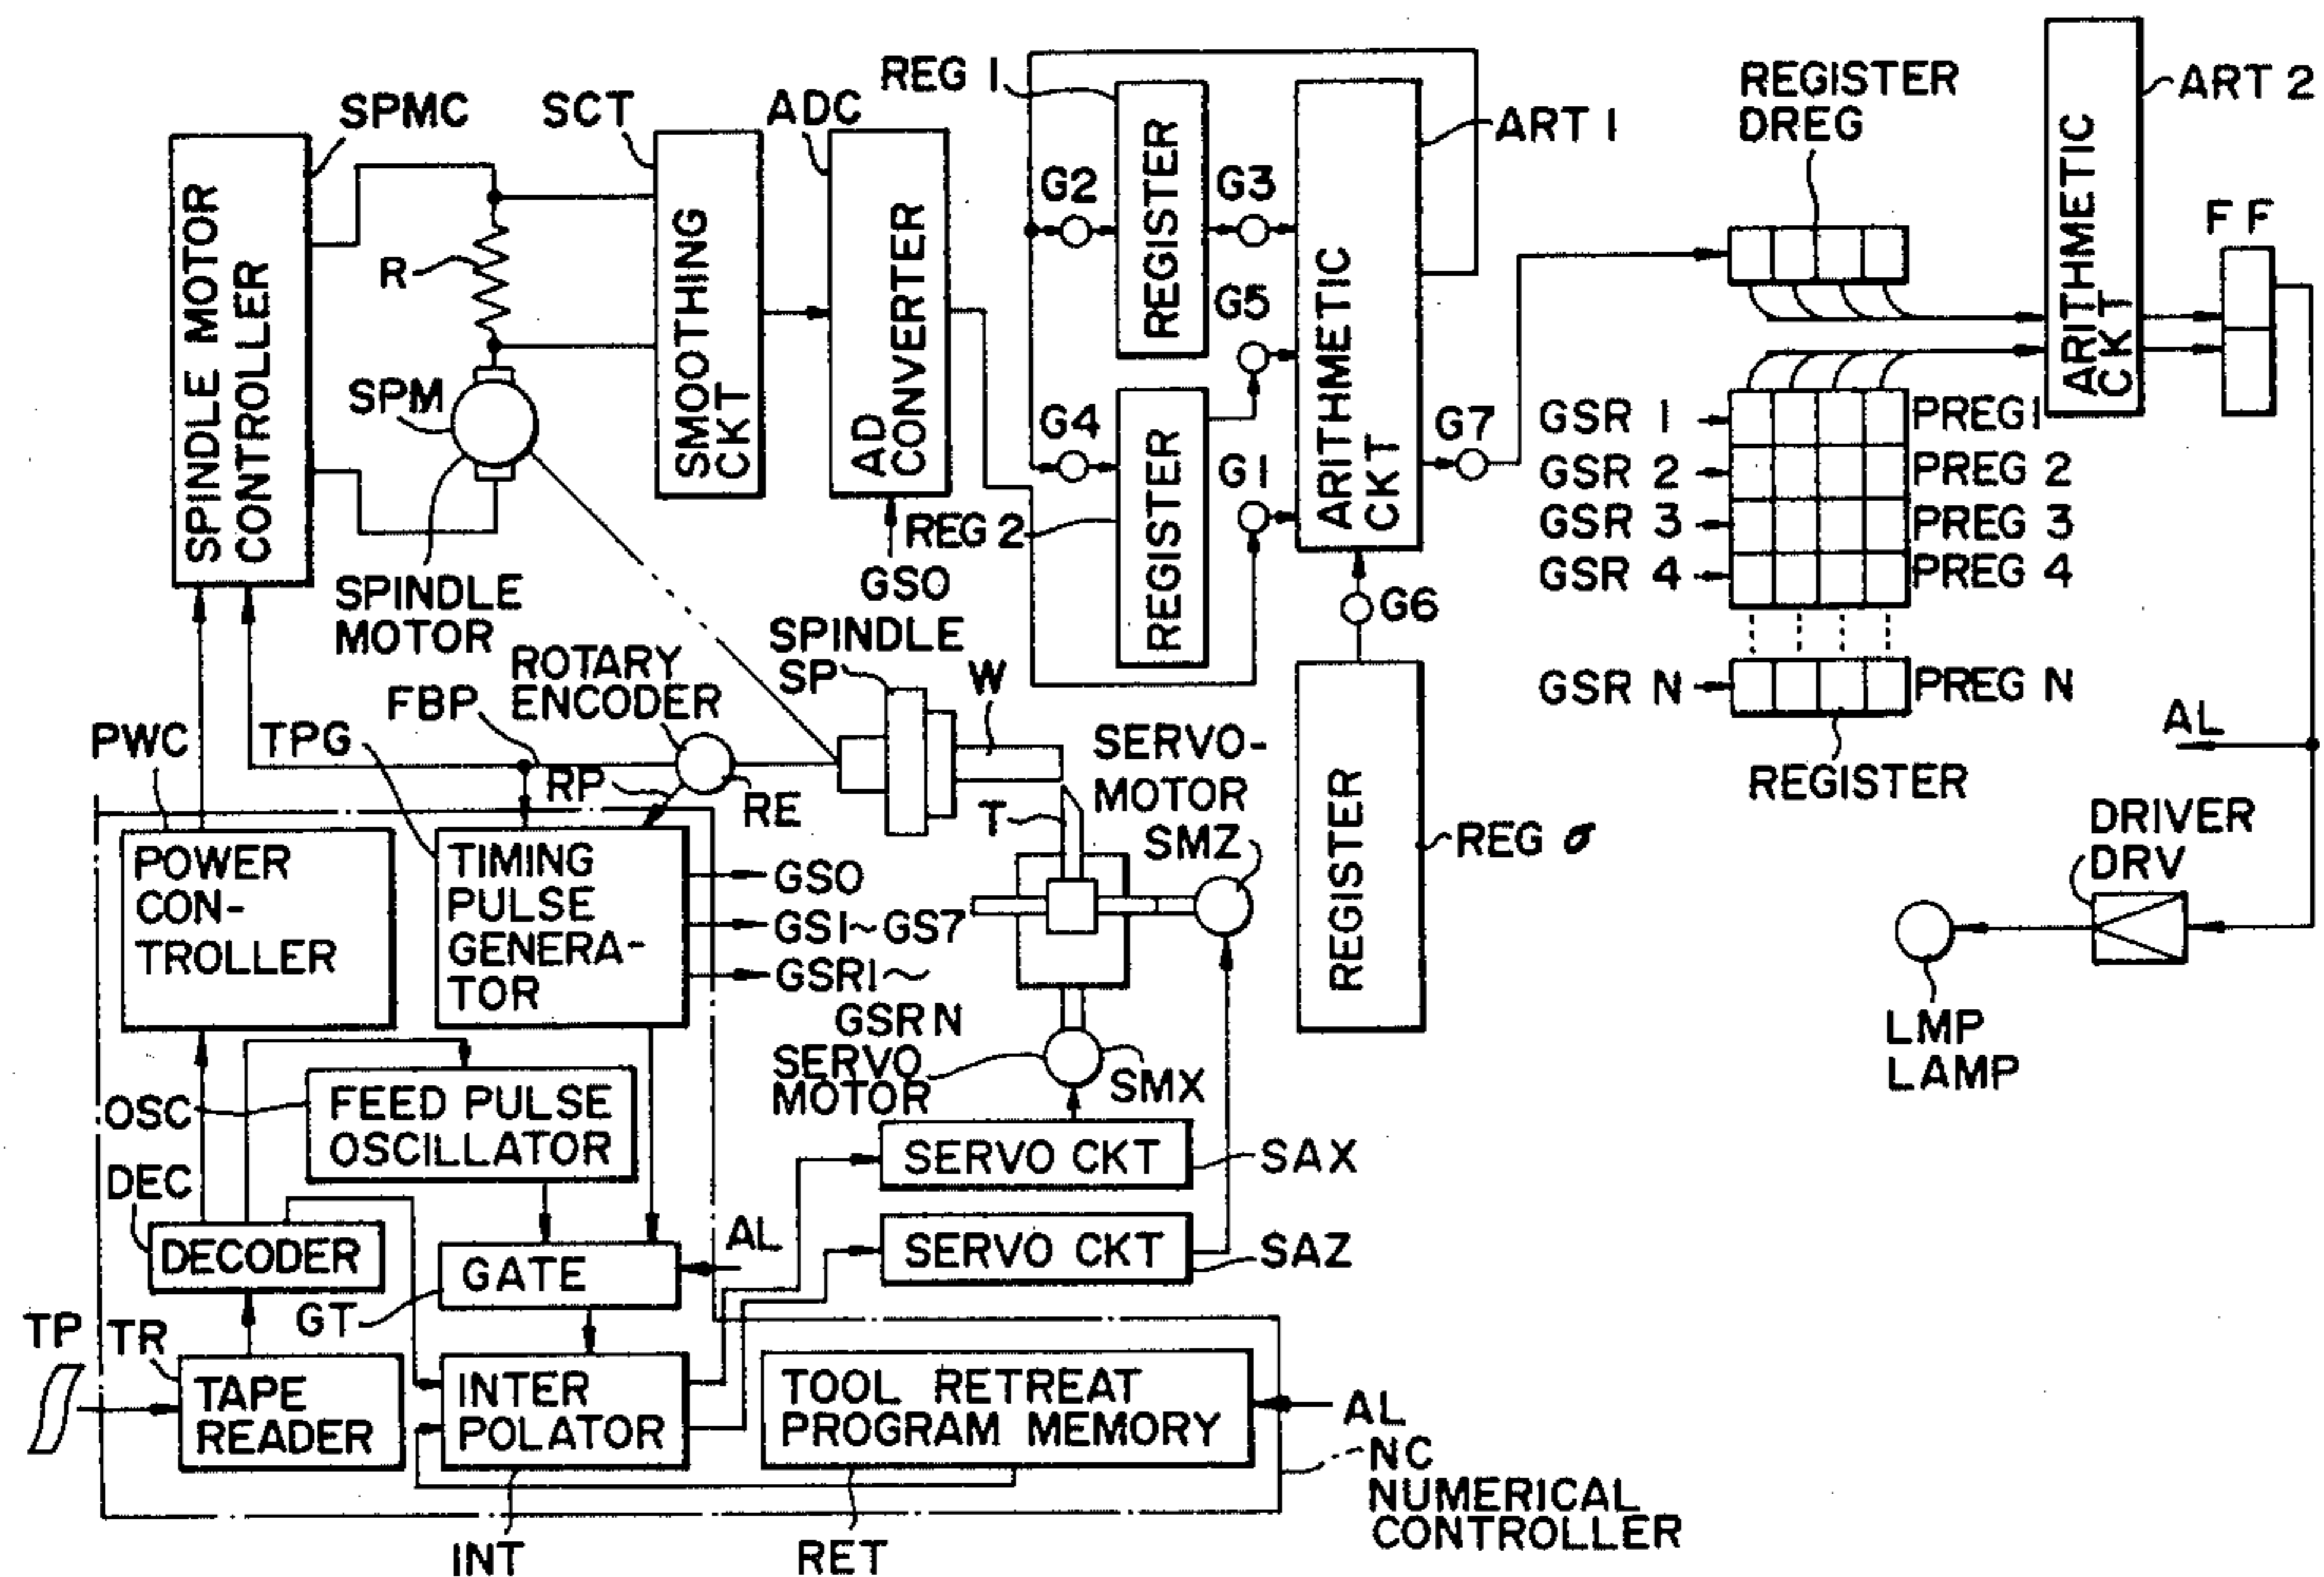 SPMC
SCT
ADC
REG 1
ART 1
REGISTER
DREG
ART 2
SPINDLE MOTOR
CONTROLLER
R
SPM
SPINDLE
MOTOR
SMOOTHING
CKT
AD
CONVERTER
GSO
G2
REGISTER
G3
G5
G4
REG 2
REGISTER
G1
ARITHMETIC
CKT
G7
G6
REGISTER
REG σ
ARITHMETIC
CKT
F F
GSR 1
PREG1
GSR 2
PREG 2
GSR 3
PREG 3
GSR 4
PREG 4
GSR N
PREG N
REGISTER
AL
DRIVER
DRV
LMP
LAMP
PWC
TPG
FBP
ROTARY
ENCODER
RP
RE
SPINDLE
SP
W
T
SERVO-
MOTOR
SMZ
POWER
CON-
TROLLER
TIMING
PULSE
GENERA-
TOR
GSO
GS1~GS7
GSR1~
GSR N
SERVO
MOTOR
SMX
OSC
FEED PULSE
OSCILLATOR
SERVO CKT
SAX
DEC
DECODER
GATE
GT
AL
SERVO CKT
SAZ
TP
TR
TAPE
READER
INTER
POLATOR
INT
TOOL RETREAT
PROGRAM MEMORY
RET
AL
NC
NUMERICAL
CONTROLLER